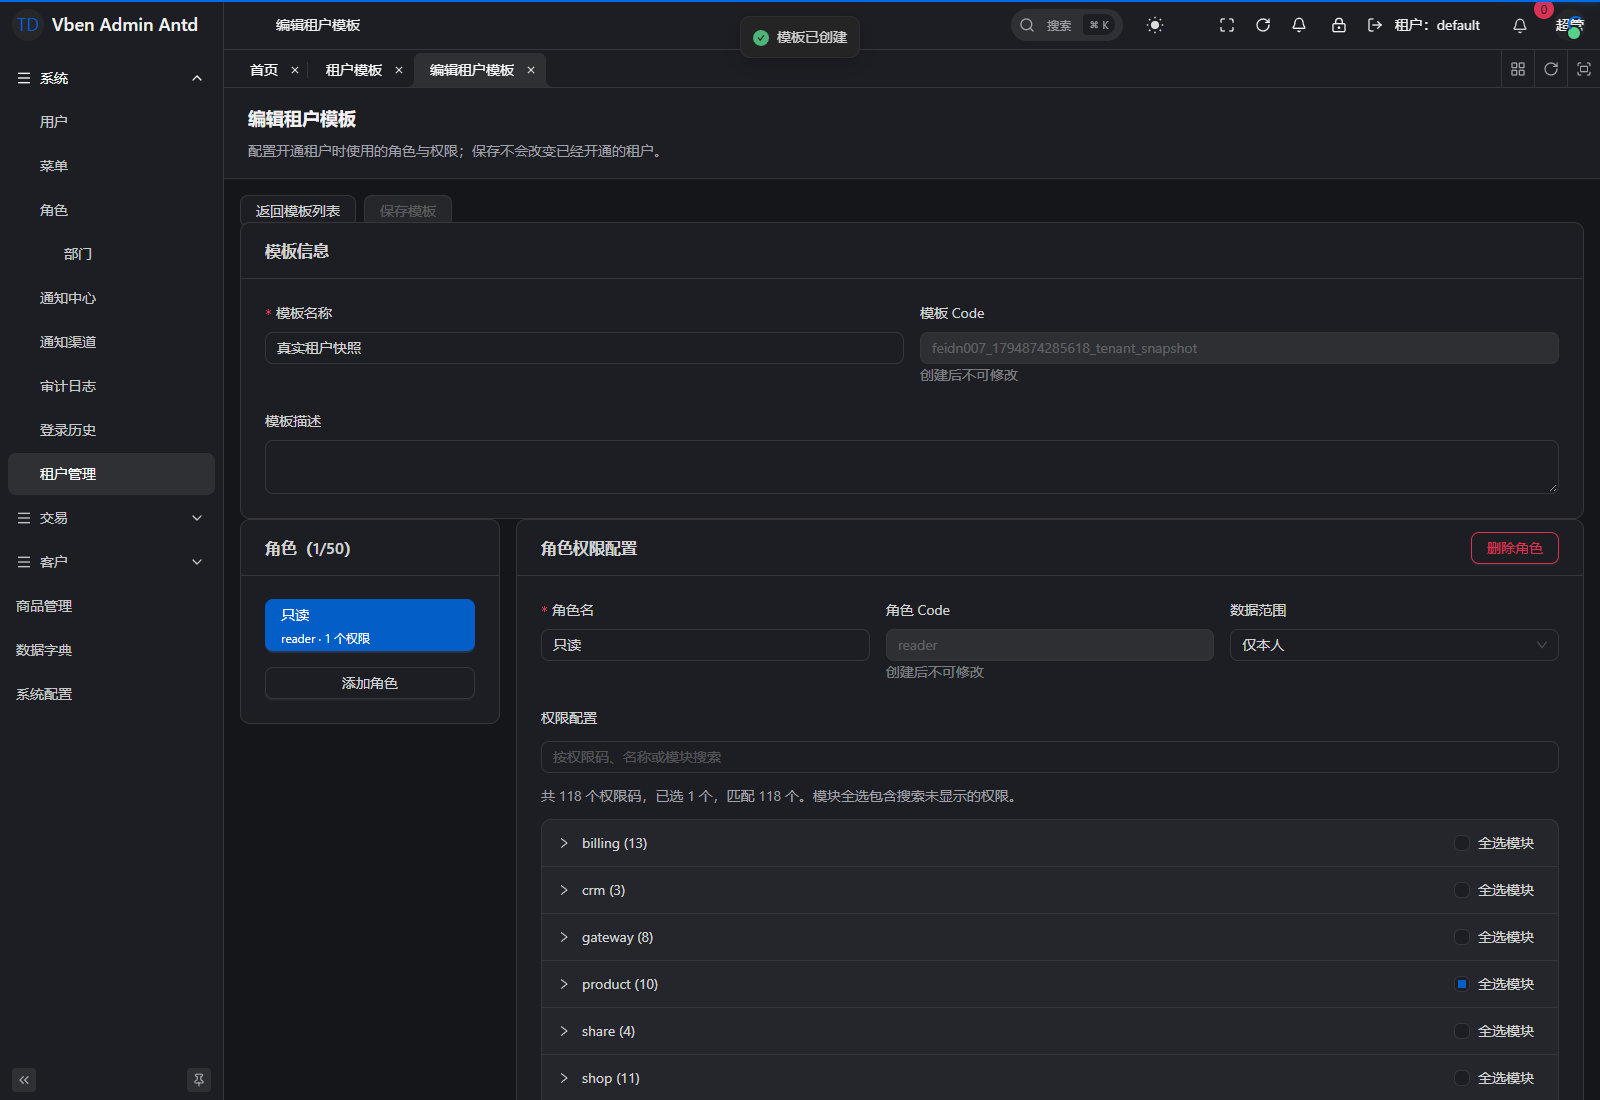 TD Vben Admin Antd
编辑租户模板
模板已创建
搜索 ⌘ K
租户：default
0
超管
首页 × 租户模板 × 编辑租户模板 ×
系统
用户
菜单
角色
部门
通知中心
通知渠道
审计日志
登录历史
租户管理
交易
客户
商品管理
数据字典
系统配置
编辑租户模板
配置开通租户时使用的角色与权限；保存不会改变已经开通的租户。
返回模板列表 保存模板
模板信息
* 模板名称
真实租户快照
模板 Code
feidn007_1794874285618_tenant_snapshot
创建后不可修改
模板描述
角色（1/50）
只读
reader · 1 个权限
添加角色
角色权限配置
删除角色
* 角色名
只读
角色 Code
reader
创建后不可修改
数据范围
仅本人
权限配置
按权限码、名称或模块搜索
共 118 个权限码，已选 1 个，匹配 118 个。模块全选包含搜索未显示的权限。
billing (13) 全选模块
crm (3) 全选模块
gateway (8) 全选模块
product (10) 全选模块
share (4) 全选模块
shop (11) 全选模块